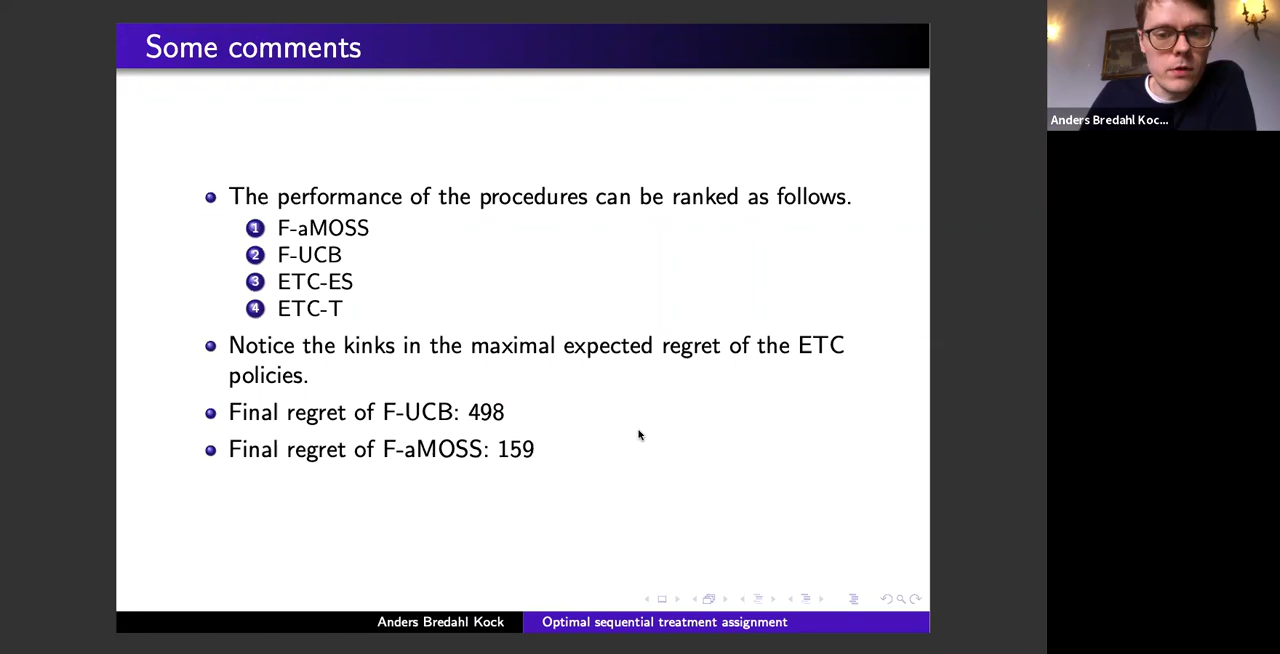 Some comments
The performance of the procedures can be ranked as follows.
1 F-aMOSS
2 F-UCB
3 ETC-ES
4 ETC-T
Notice the kinks in the maximal expected regret of the ETC
policies.
Final regret of F-UCB: 498
Final regret of F-aMOSS: 159
Anders Bredahl Kock
Optimal sequential treatment assignment
Anders Bredahl Koc...